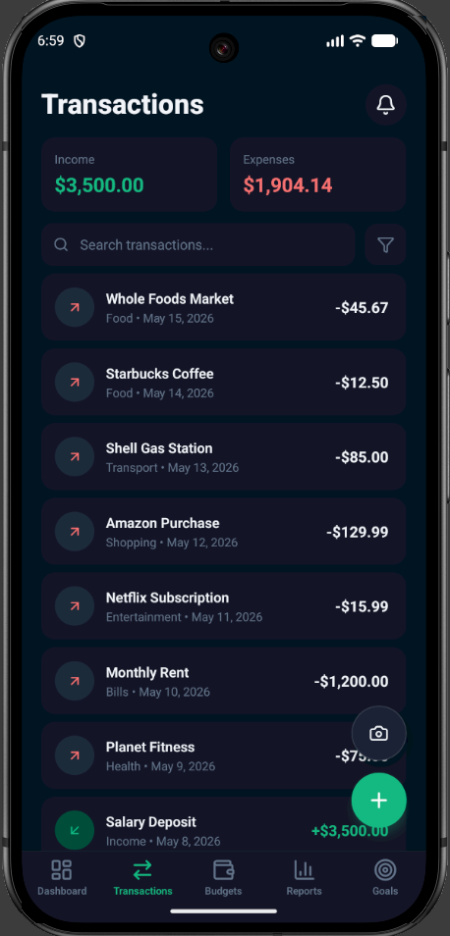 6:59
Transactions
Income
$3,500.00
Expenses
$1,904.14
Search transactions...
Whole Foods Market
Food • May 15, 2026
-$45.67
Starbucks Coffee
Food • May 14, 2026
-$12.50
Shell Gas Station
Transport • May 13, 2026
-$85.00
Amazon Purchase
Shopping • May 12, 2026
-$129.99
Netflix Subscription
Entertainment • May 11, 2026
-$15.99
Monthly Rent
Bills • May 10, 2026
-$1,200.00
Planet Fitness
Health • May 9, 2026
Salary Deposit
Income • May 8, 2026
+$3,500.00
Dashboard
Transactions
Budgets
Reports
Goals